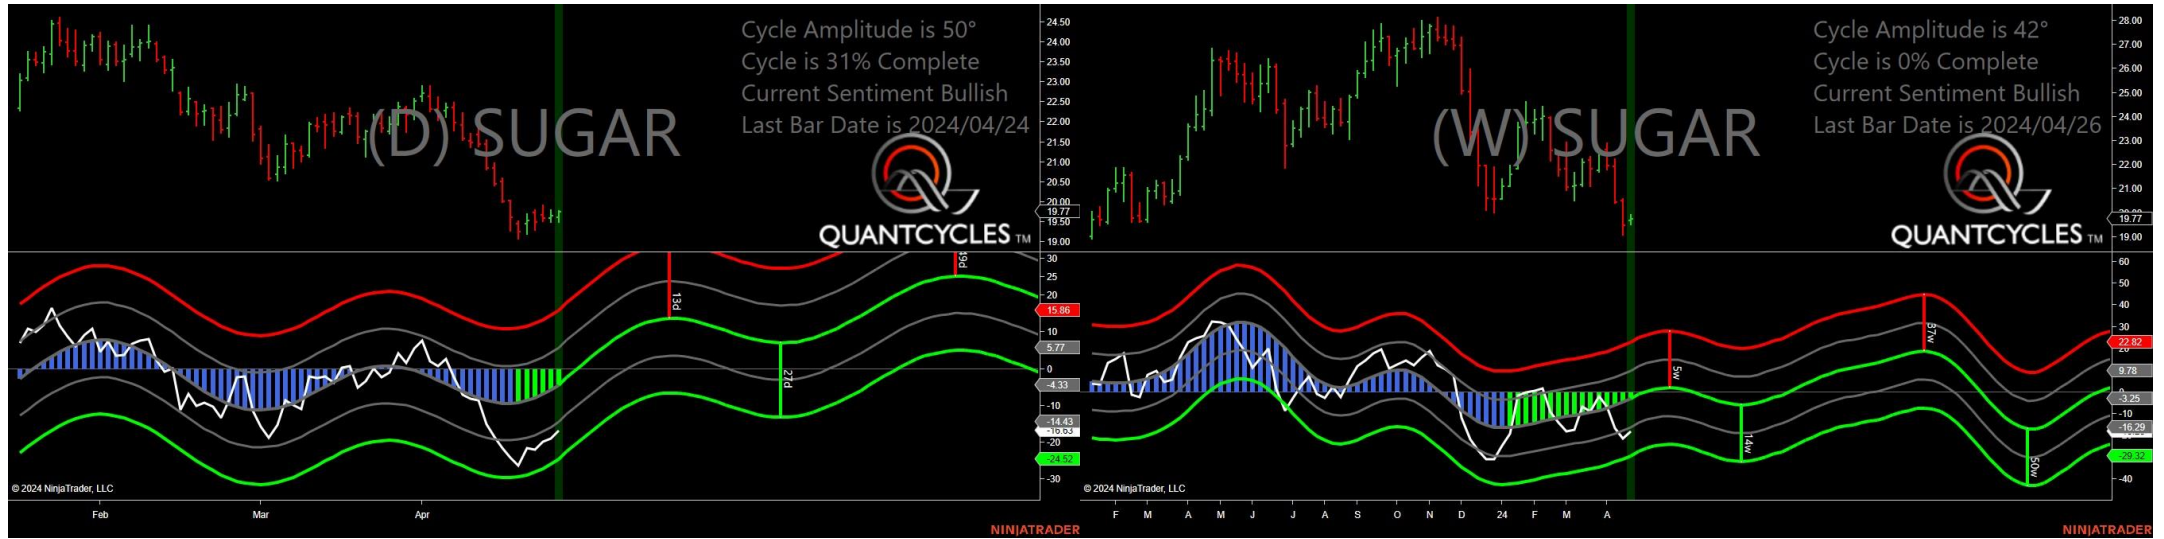 Cycle Amplitude is 50°
Cycle is 31% Complete
Current Sentiment Bullish
Last Bar Date is 2024/04/24
(D) SUGAR
QUANTCYCLES TM
24.50
24.00
23.50
23.00
22.50
22.00
21.50
21.00
20.50
20.00
19.77
19.50
19.00
30
25
20
15.86
10
5.77
0
-4.33
-10
-14.43
-16.63
-20
-24.52
-30
13d
27d
49d
© 2024 NinjaTrader, LLC
Feb Mar Apr
NINJATRADER
Cycle Amplitude is 42°
Cycle is 0% Complete
Current Sentiment Bullish
Last Bar Date is 2024/04/26
(W) SUGAR
QUANTCYCLES TM
28.00
27.00
26.00
25.00
24.00
23.00
22.00
21.00
19.77
19.00
60
50
40
30
22.82
20
9.78
0
-3.25
-10
-16.29
-29.32
-40
5w
14w
37w
50w
© 2024 NinjaTrader, LLC
F M A M J J A S O N D 24 F M A
NINJATRADER